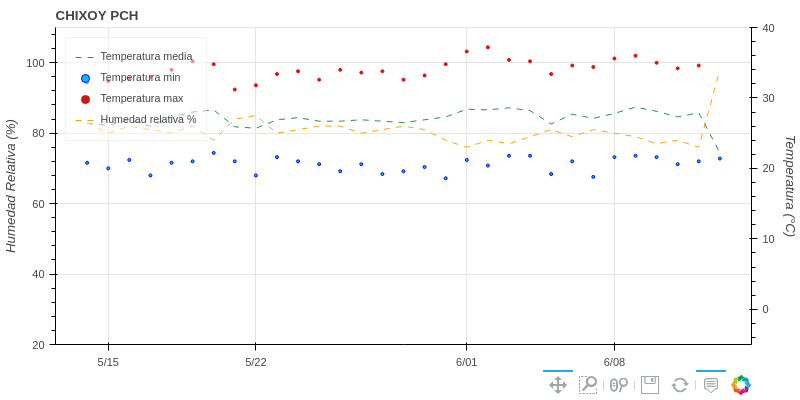 CHIXOY PCH
Temperatura media
Temperatura min
Temperatura max
Humedad relativa %
100
80
60
40
20
Humedad Relativa (%)
40
30
20
10
0
Temperatura (°C)
5/15
5/22
6/01
6/08